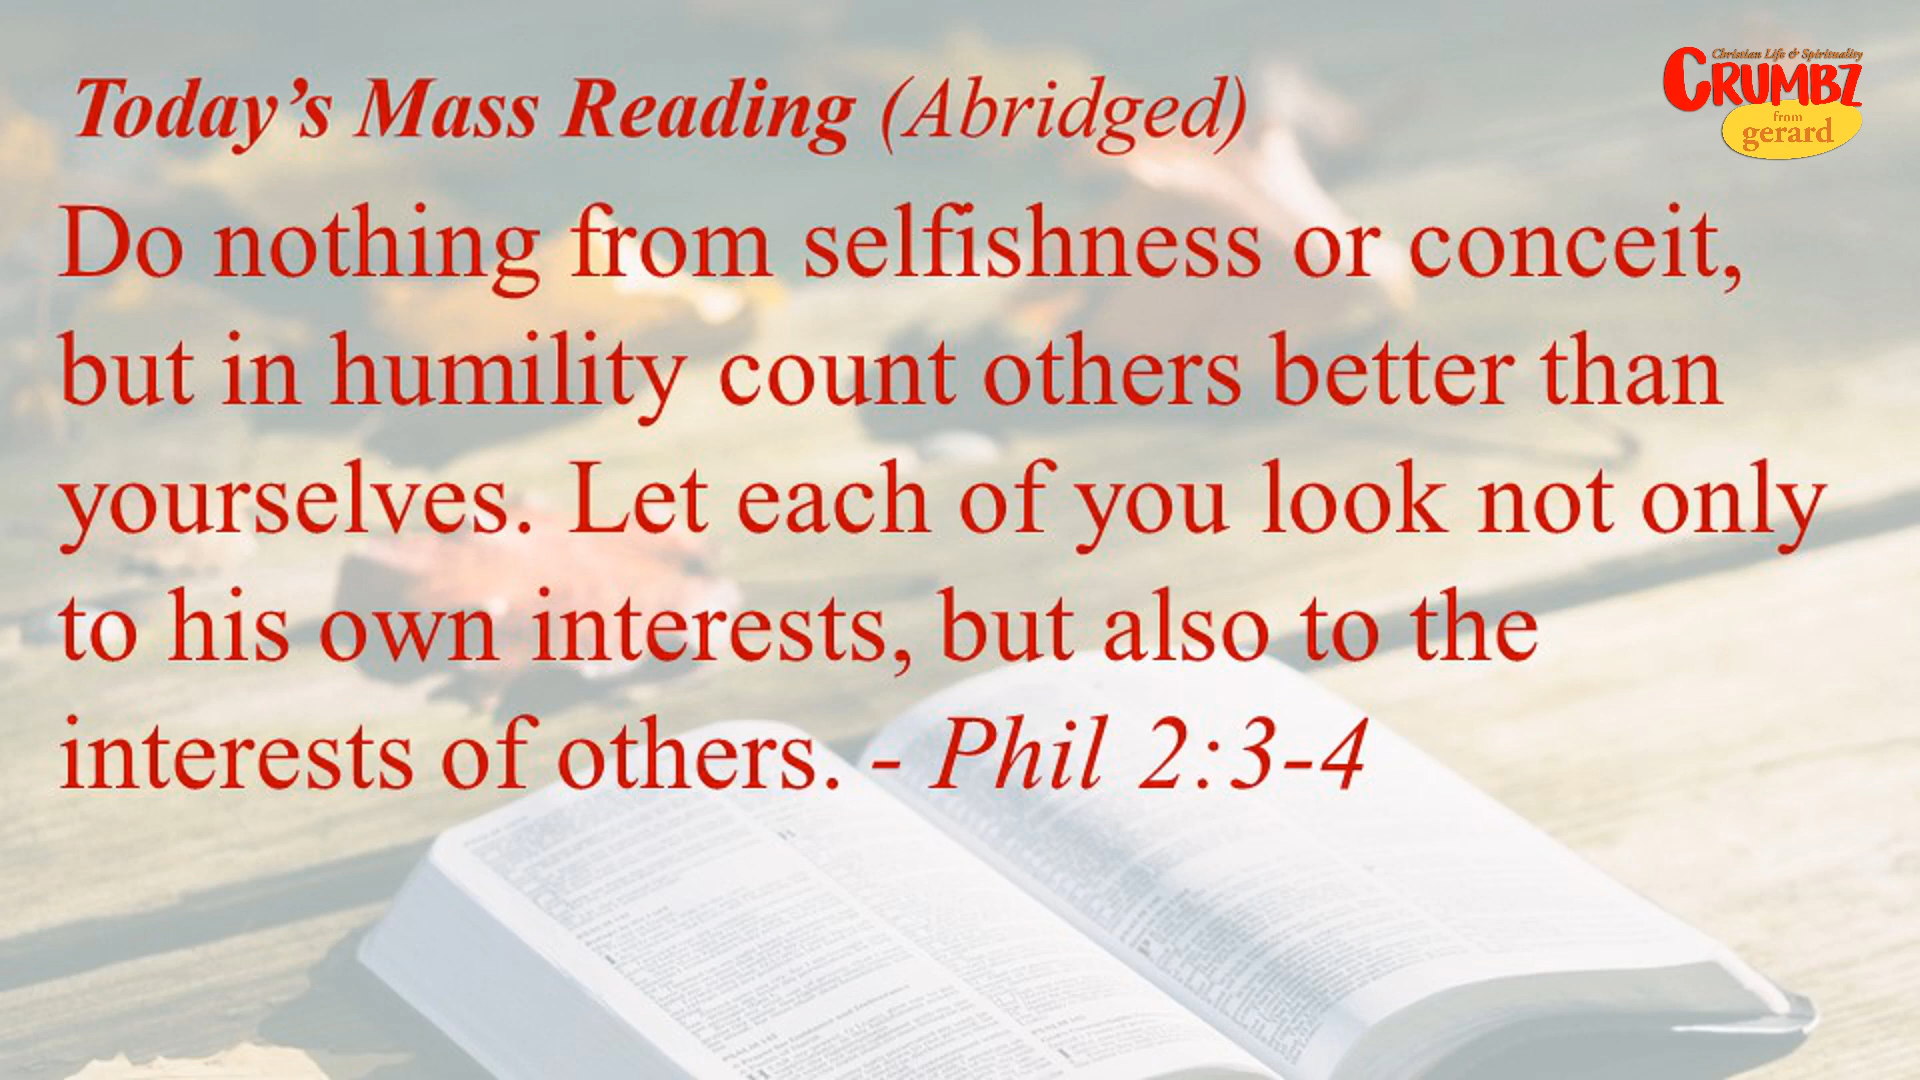 Today’s Mass Reading (Abridged)
Christian Life & Spirituality
CRUMBZ
from
gerard
Do nothing from selfishness or conceit,
but in humility count others better than
yourselves. Let each of you look not only
to his own interests, but also to the
interests of others. - Phil 2:3-4